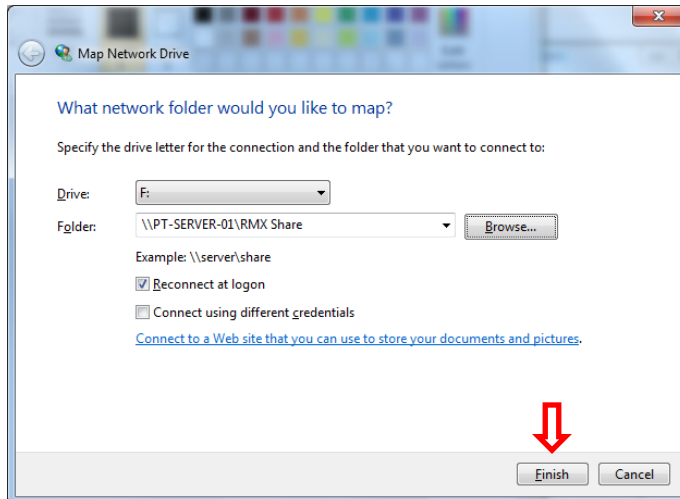 Map Network Drive
What network folder would you like to map?
Specify the drive letter for the connection and the folder that you want to connect to:
Drive: F:
Folder: \\PT-SERVER-01\RMX Share Browse...
Example: \\server\share
Reconnect at logon
Connect using different credentials
Connect to a Web site that you can use to store your documents and pictures.
Finish Cancel